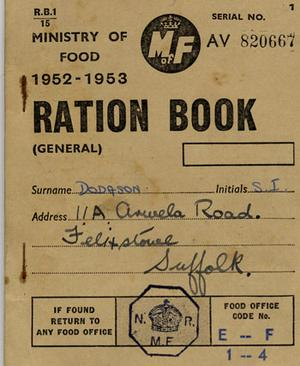 R.B.1
15
MINISTRY OF
FOOD
1952-1953
M F
OF
SERIAL NO.
AV 820667
1
RATION BOOK
(GENERAL)
Surname DODGSON Initials S.I.
Address 11A Arwela Road.
Felixstowe
Suffolk.
IF FOUND
RETURN TO
ANY FOOD OFFICE
N. R.
M.F
FOOD OFFICE
CODE No.
E - F
1 - 4